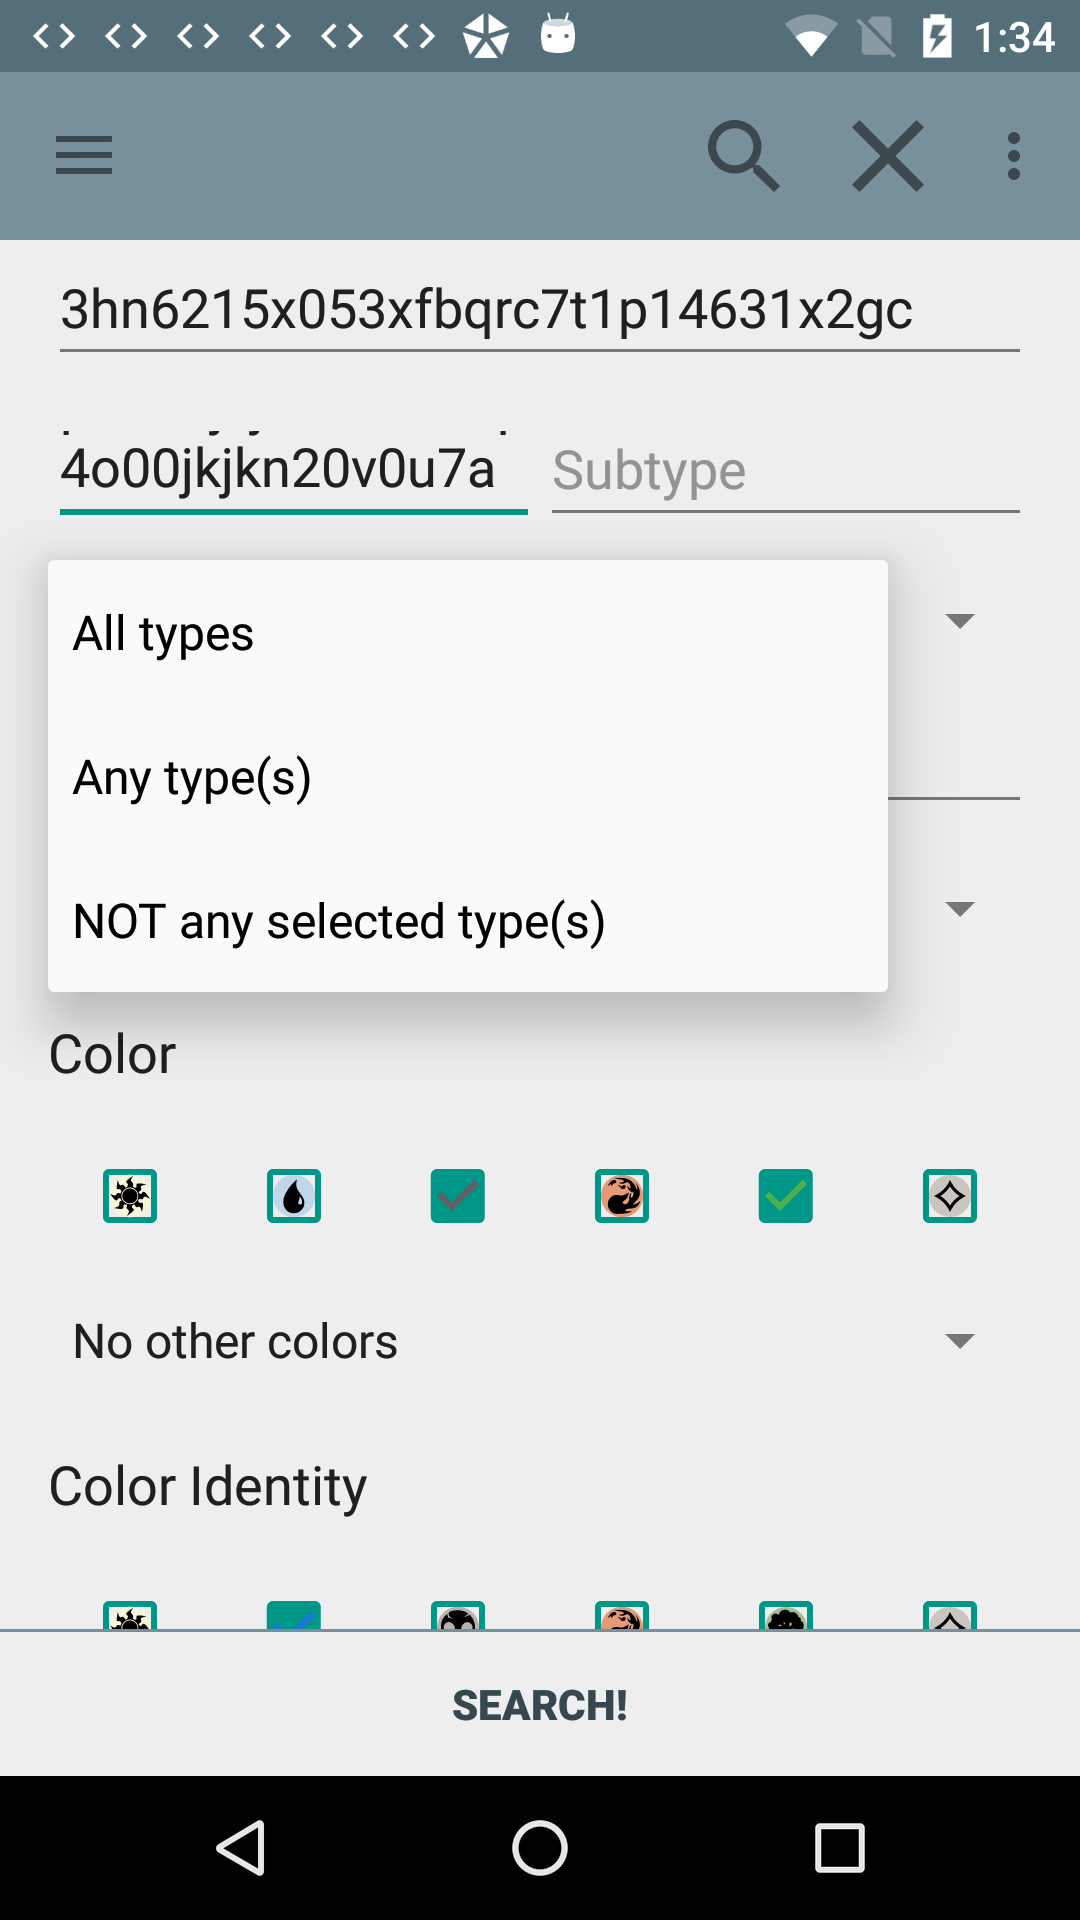 1:34
3hn6215x053xfbqrc7t1p14631x2gc
4o00jkjkn20v0u7a
Subtype
All types
Any type(s)
NOT any selected type(s)
Color
No other colors
Color Identity
SEARCH!